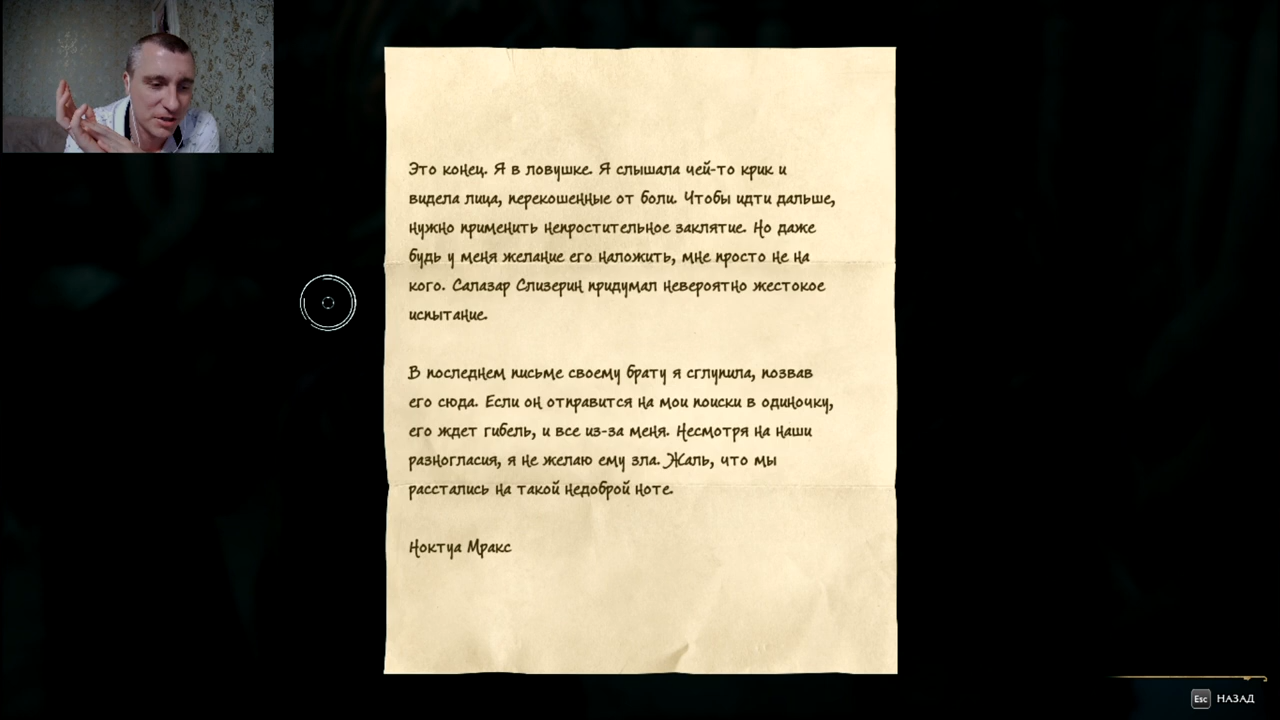 Это конец. Я в ловушке. Я слышала чей-то крик и
видела лица, перекошенные от боли. Чтобы идти дальше,
нужно применить непростительное заклятие. Но даже
будь у меня желание его наложить, мне просто не на
кого. Салазар Слизерин придумал невероятно жестокое
испытание.
В последнем письме своему брату я сглупила, позвав
его сюда. Если он отправится на мои поиски в одиночку,
его ждет гибель, и все из-за меня. Несмотря на наши
разногласия, я не желаю ему зла. Жаль, что мы
расстались на такой недоброй ноте.
Ноктуа Мракс
Esc НАЗАД